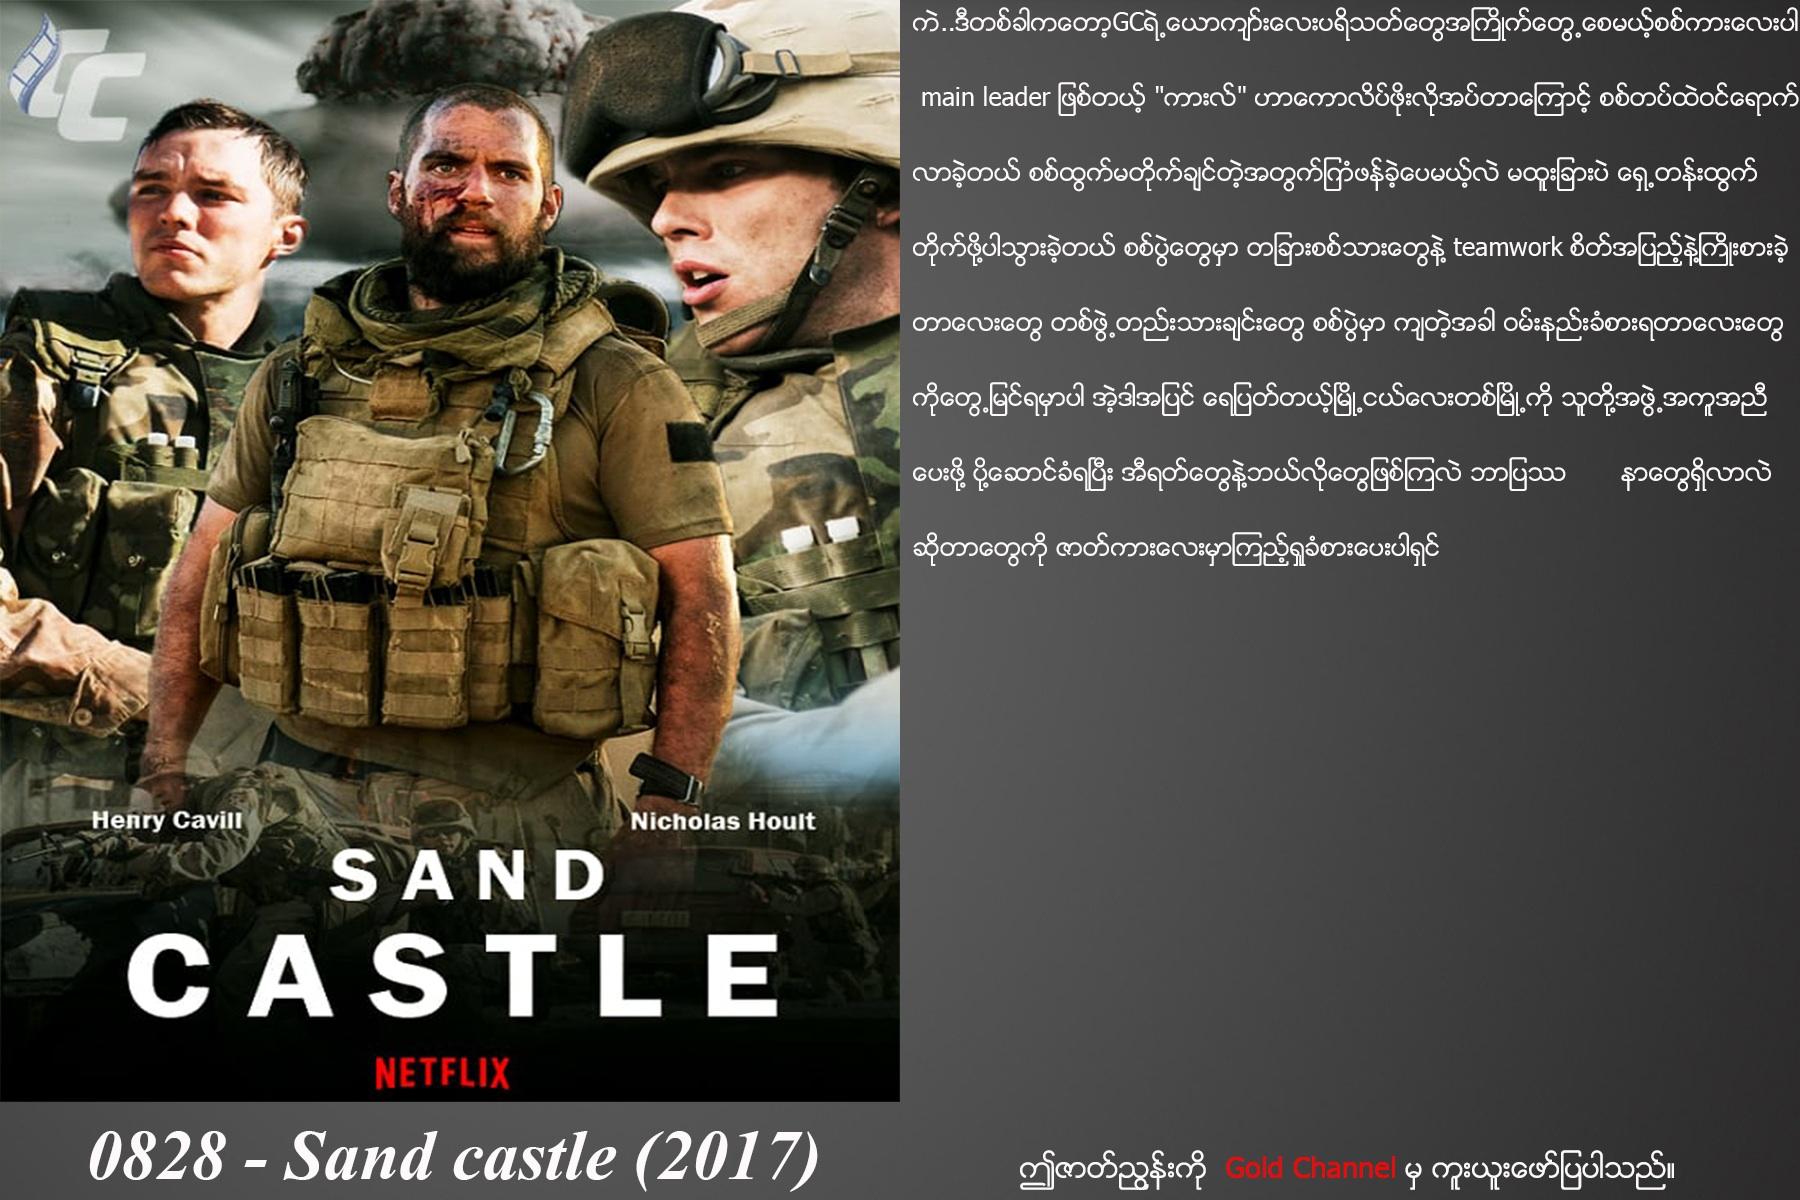 GC
Henry Cavill
Nicholas Hoult
SAND
CASTLE
NETFLIX
0828 - Sand castle (2017)
ကဲ..ဒီတစ်ခါကတော့GCရဲ့ယောကျာ်းလေးပရိသတ်တွေအကြိုက်တွေ့စေမယ့်စစ်ကားလေးပါ
main leader ဖြစ်တယ့် "ကားလ်" ဟာကောလိပ်ဖိုးလိုအပ်တာကြောင့် စစ်တပ်ထဲဝင်ရောက်
လာခဲ့တယ် စစ်ထွက်မတိုက်ချင်တဲ့အတွက်ကြံဖန်ခဲ့ပေမယ့်လဲ မထူးခြားပဲ ရှေ့တန်းထွက်
တိုက်ဖို့ပါသွားခဲ့တယ် စစ်ပွဲတွေမှာ တခြားစစ်သားတွေနဲ့ teamwork စိတ်အပြည့်နဲ့ကြိုးစားခဲ့
တာလေးတွေ တစ်ဖွဲ့တည်းသားချင်းတွေ စစ်ပွဲမှာ ကျတဲ့အခါ ဝမ်းနည်းခံစားရတာလေးတွေ
ကိုတွေ့မြင်ရမှာပါ အဲ့ဒါအပြင် ရေပြတ်တယ့်မြို့ငယ်လေးတစ်မြို့ကို သူတို့အဖွဲ့အကူအညီ
ပေးဖို့ ပို့ဆောင်ခံရပြီး အီရတ်တွေနဲ့ဘယ်လိုတွေဖြစ်ကြလဲ ဘာပြဿ နာတွေရှိလာလဲ
ဆိုတာတွေကို ဇာတ်ကားလေးမှာကြည့်ရှုခံစားပေးပါရှင်
ဤဇာတ်ညွှန်းကို Gold Channel မှ ကူးယူးဖော်ပြပါသည်။